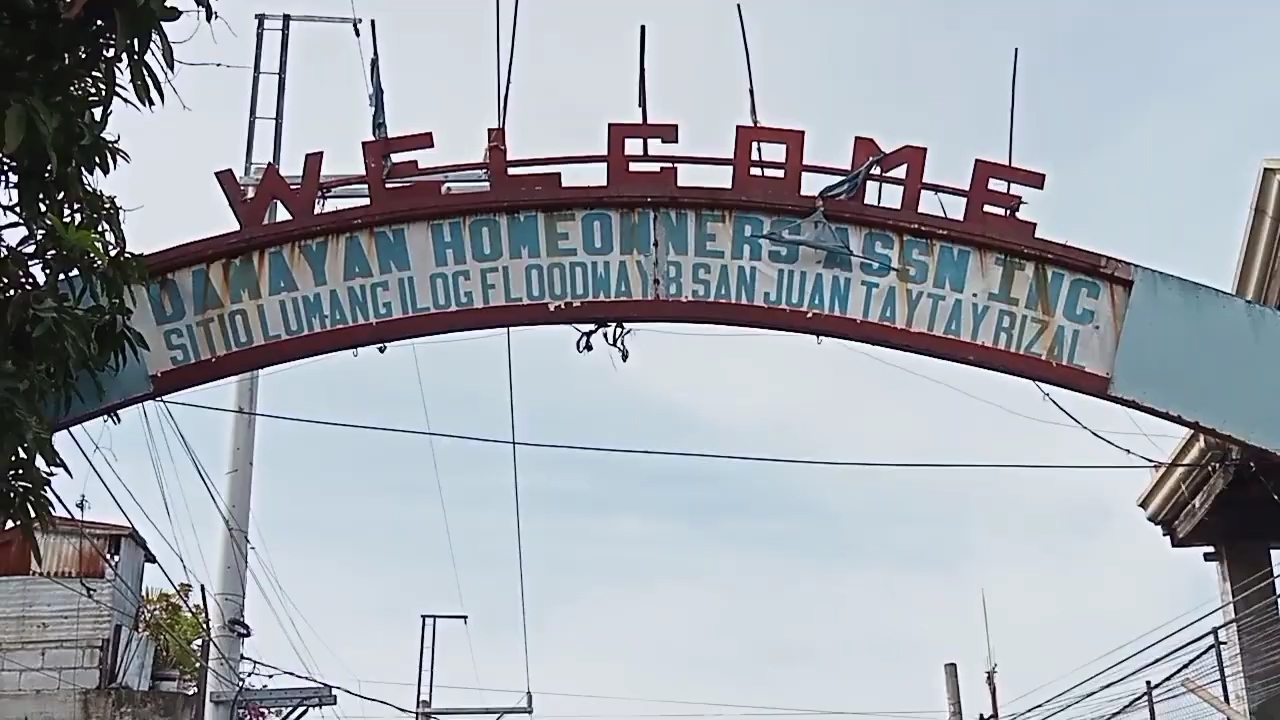 WELCOME
DAMAYAN HOMEOWNERS ASSN. INC.
SITIO LUMANG ILOG FLOODWAY B. SAN JUAN TAYTAY, RIZAL